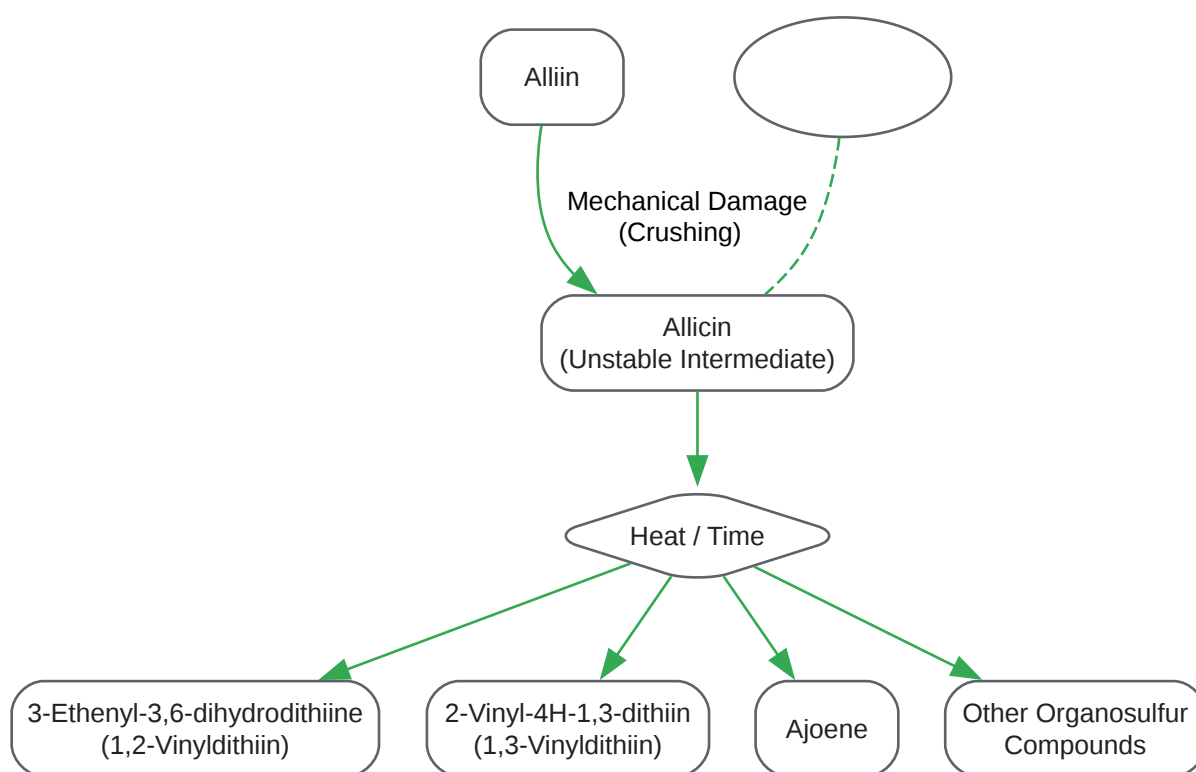 Alliin
Mechanical Damage
(Crushing)
Allicin
(Unstable Intermediate)
Heat / Time
3-Ethenyl-3,6-dihydrodithiine
(1,2-Vinyldithiin)
2-Vinyl-4H-1,3-dithiin
(1,3-Vinyldithiin)
Ajoene
Other Organosulfur
Compounds